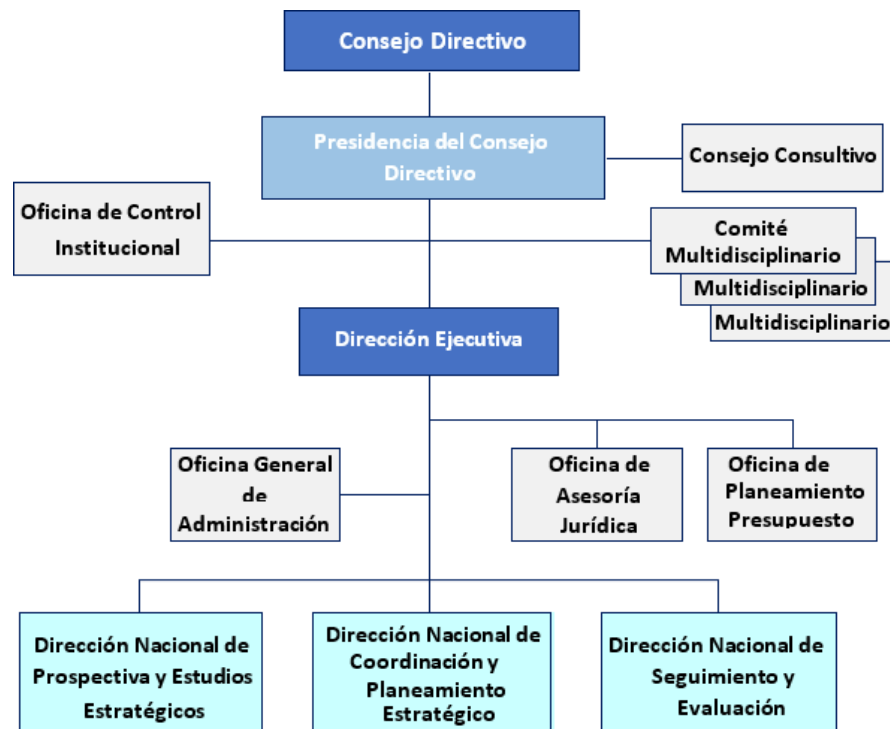 Consejo Directivo
Presidencia del Consejo
Directivo
Consejo Consultivo
Oficina de Control
Institucional
Comité
Multidisciplinario
Multidisciplinario
Multidisciplinario
Dirección Ejecutiva
Oficina General
de
Administración
Oficina de
Asesoría
Jurídica
Oficina de
Planeamiento
Presupuesto
Dirección Nacional de
Prospectiva y Estudios
Estratégicos
Dirección Nacional de
Coordinación y
Planeamiento
Estratégico
Dirección Nacional de
Seguimiento y
Evaluación